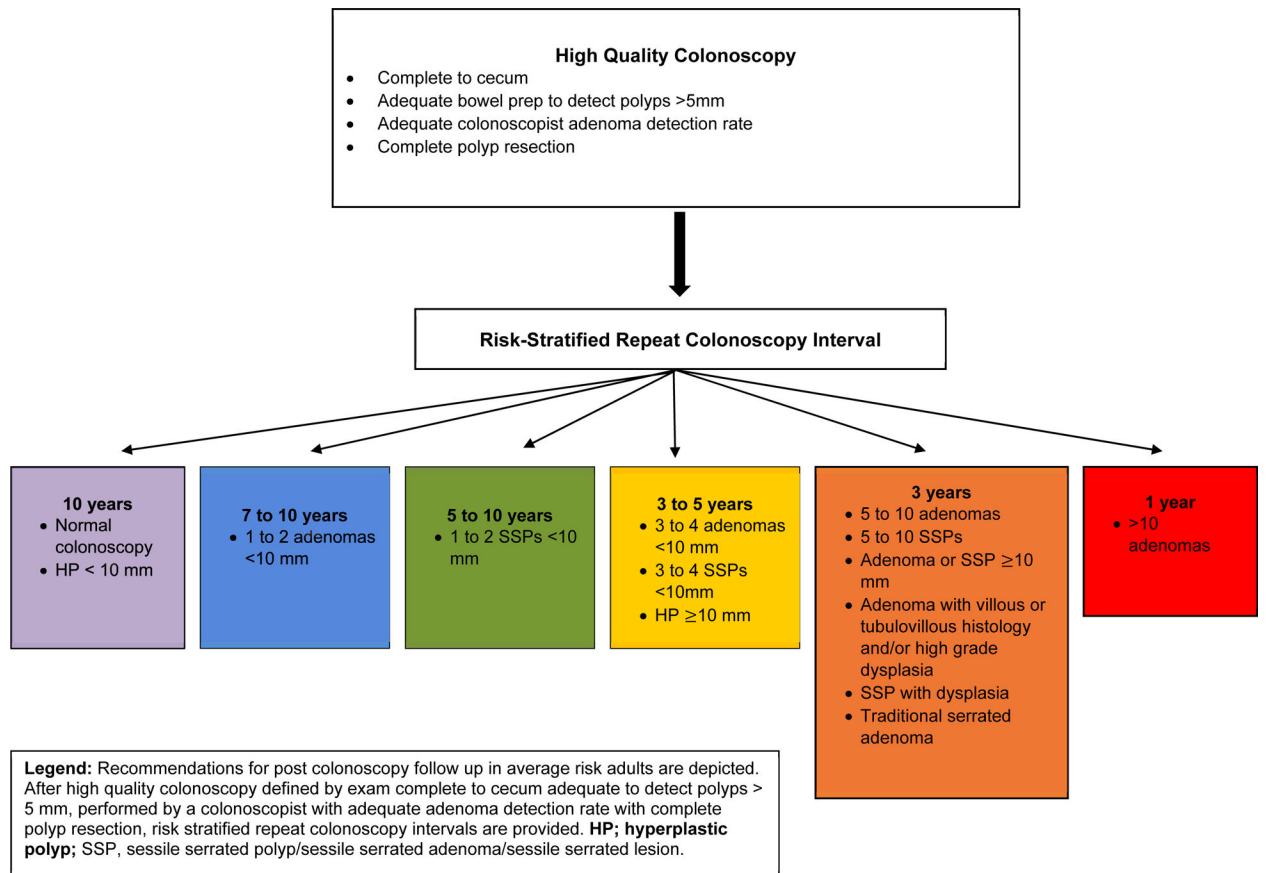 High Quality Colonoscopy
• Complete to cecum
• Adequate bowel prep to detect polyps >5mm
• Adequate colonoscopist adenoma detection rate
• Complete polyp resection
Risk-Stratified Repeat Colonoscopy Interval
10 years
• Normal
colonoscopy
• HP < 10 mm
7 to 10 years
• 1 to 2 adenomas
<10 mm
5 to 10 years
• 1 to 2 SSPs <10
mm
3 to 5 years
• 3 to 4 adenomas
<10 mm
• 3 to 4 SSPs
<10mm
• HP ≥10 mm
3 years
• 5 to 10 adenomas
• 5 to 10 SSPs
• Adenoma or SSP ≥10
mm
• Adenoma with villous or
tubulovillous histology
and/or high grade
dysplasia
• SSP with dysplasia
• Traditional serrated
adenoma
1 year
• >10
adenomas
Legend: Recommendations for post colonoscopy follow up in average risk adults are depicted.
After high quality colonoscopy defined by exam complete to cecum adequate to detect polyps >
5 mm, performed by a colonoscopist with adequate adenoma detection rate with complete
polyp resection, risk stratified repeat colonoscopy intervals are provided. HP; hyperplastic
polyp; SSP, sessile serrated polyp/sessile serrated adenoma/sessile serrated lesion.